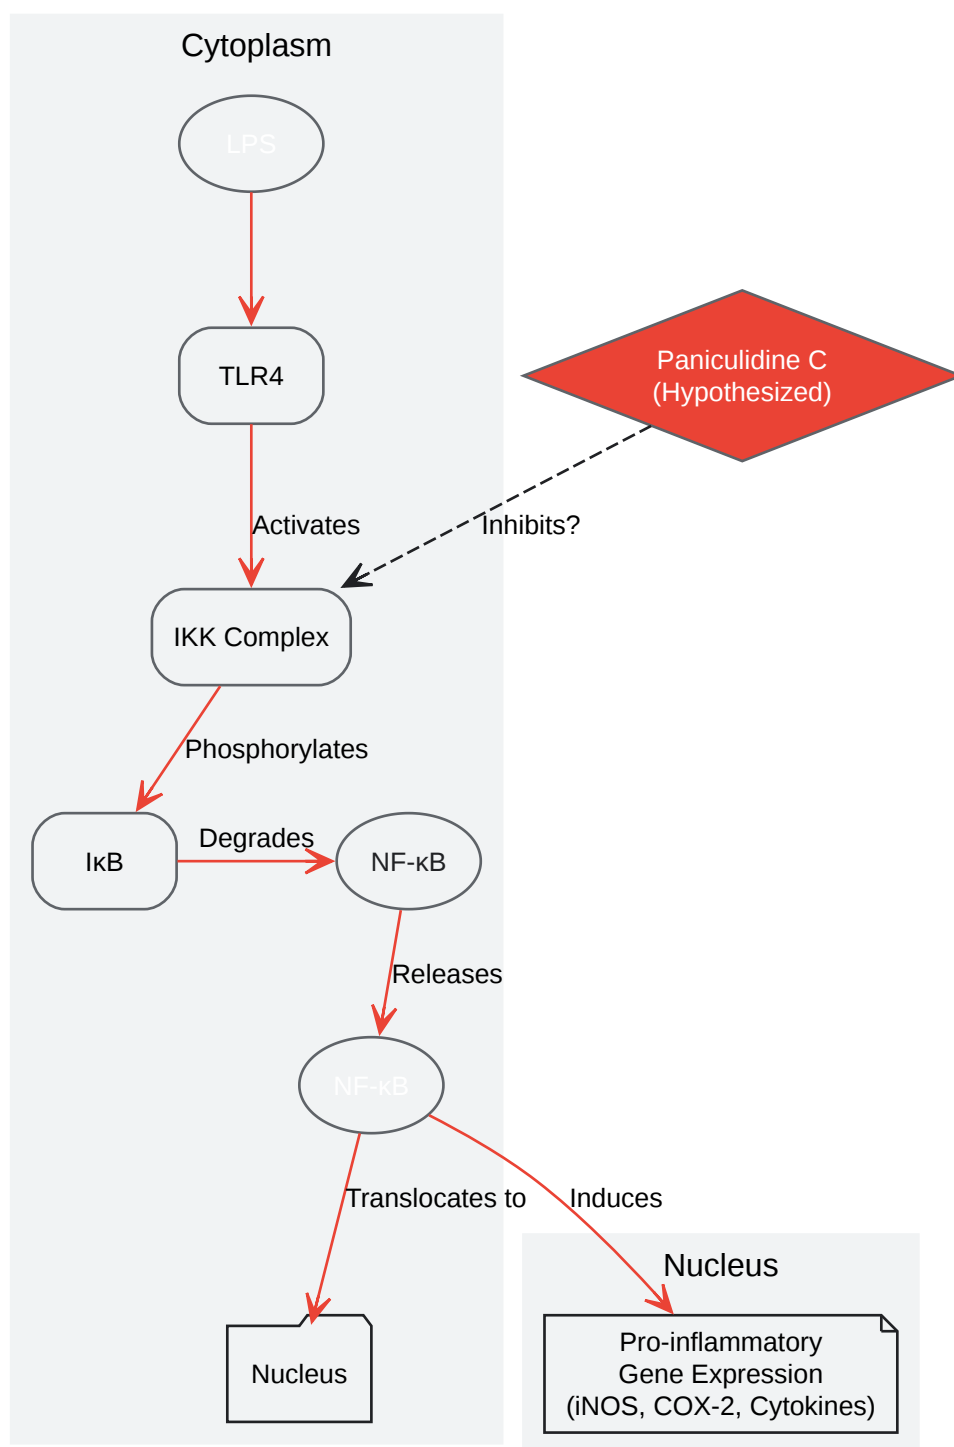 Cytoplasm
LPS
TLR4
Paniculidine C
(Hypothesized)
Activates
Inhibits?
IKK Complex
Phosphorylates
IκB
Degrades
NF-κB
Releases
NF-κB
Translocates to
Induces
Nucleus
Nucleus
Pro-inflammatory
Gene Expression
(iNOS, COX-2, Cytokines)